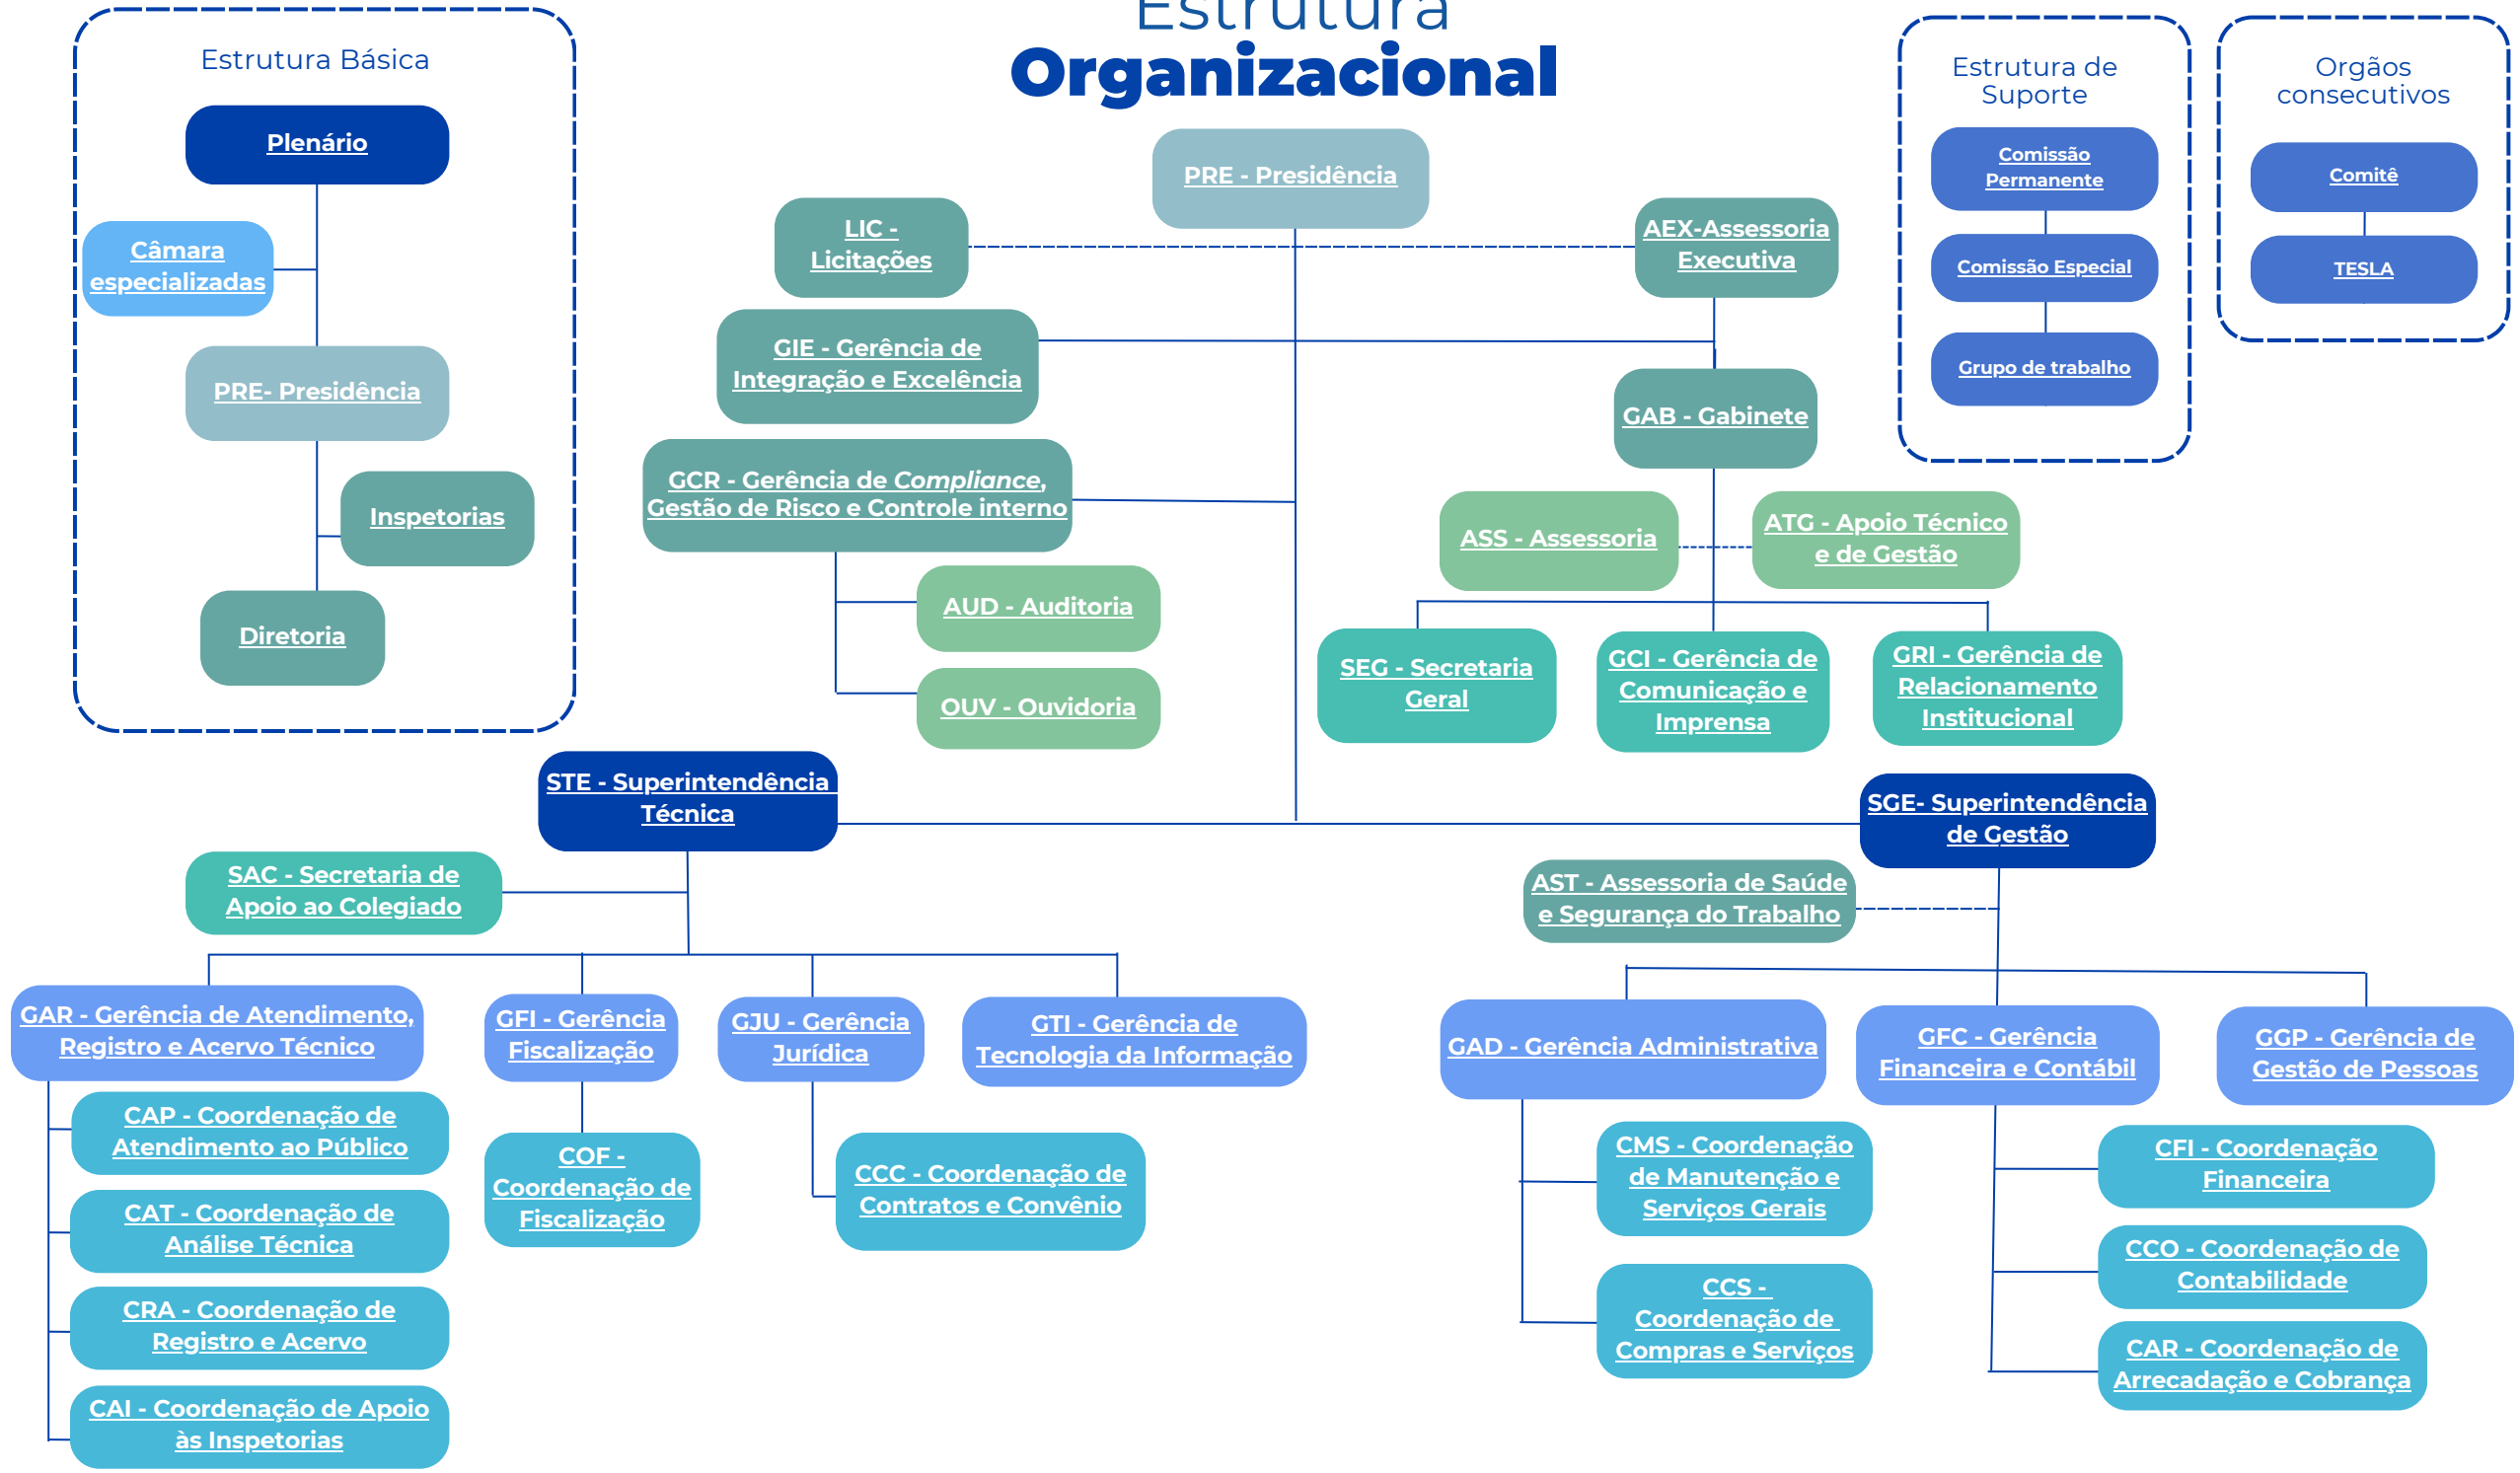 Estrutura
Organizacional
Estrutura Básica
Plenário
Câmara
especializadas
PRE- Presidência
Inspetorias
Diretoria
Estrutura de
Suporte
Comissão
Permanente
Comissão Especial
Grupo de trabalho
Orgãos
consecutivos
Comitê
TESLA
PRE - Presidência
LIC -
Licitações
AEX-Assessoria
Executiva
GIE - Gerência de
Integração e Excelência
GAB - Gabinete
GCR - Gerência de Compliance,
Gestão de Risco e Controle interno
ASS - Assessoria
ATG - Apoio Técnico
e de Gestão
AUD - Auditoria
OUV - Ouvidoria
SEG - Secretaria
Geral
GCI - Gerência de
Comunicação e
Imprensa
GRI - Gerência de
Relacionamento
Institucional
STE - Superintendência
Técnica
SGE- Superintendência
de Gestão
SAC - Secretaria de
Apoio ao Colegiado
AST - Assessoria de Saúde
e Segurança do Trabalho
GAR - Gerência de Atendimento,
Registro e Acervo Técnico
GFI - Gerência
Fiscalização
GJU - Gerência
Jurídica
GTI - Gerência de
Tecnologia da Informação
GAD - Gerência Administrativa
GFC - Gerência
Financeira e Contábil
GGP - Gerência de
Gestão de Pessoas
CAP - Coordenação de
Atendimento ao Público
CAT - Coordenação de
Análise Técnica
CRA - Coordenação de
Registro e Acervo
CAI - Coordenação de Apoio
às Inspetorias
COF -
Coordenação de
Fiscalização
CCC - Coordenação de
Contratos e Convênio
CMS - Coordenação
de Manutenção e
Serviços Gerais
CCS -
Coordenação de
Compras e Serviços
CFI - Coordenação
Financeira
CCO - Coordenação de
Contabilidade
CAR - Coordenação de
Arrecadação e Cobrança